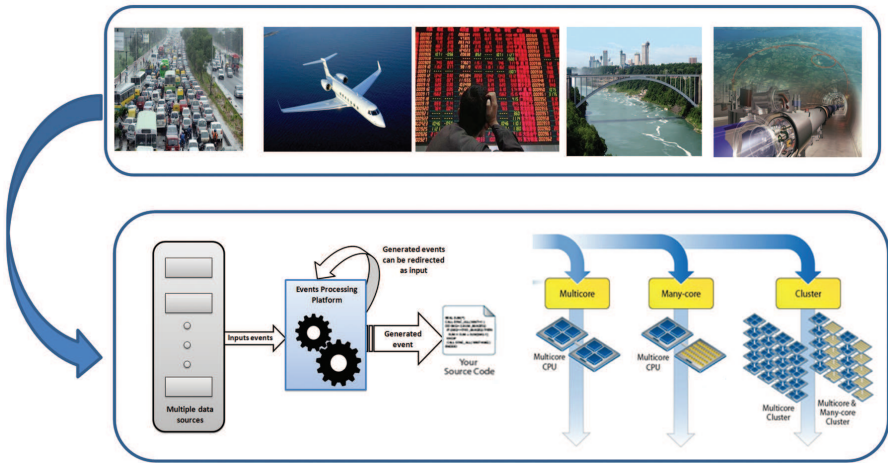 Generated events
can be redirected
as input
Events Processing
Platform
Inputs events
Generated
event
Your
Source Code
Multiple data
sources
Multicore
Many-core
Cluster
Multicore
CPU
Multicore
CPU
Multicore
Cluster
Multicore &
Many-core
Cluster